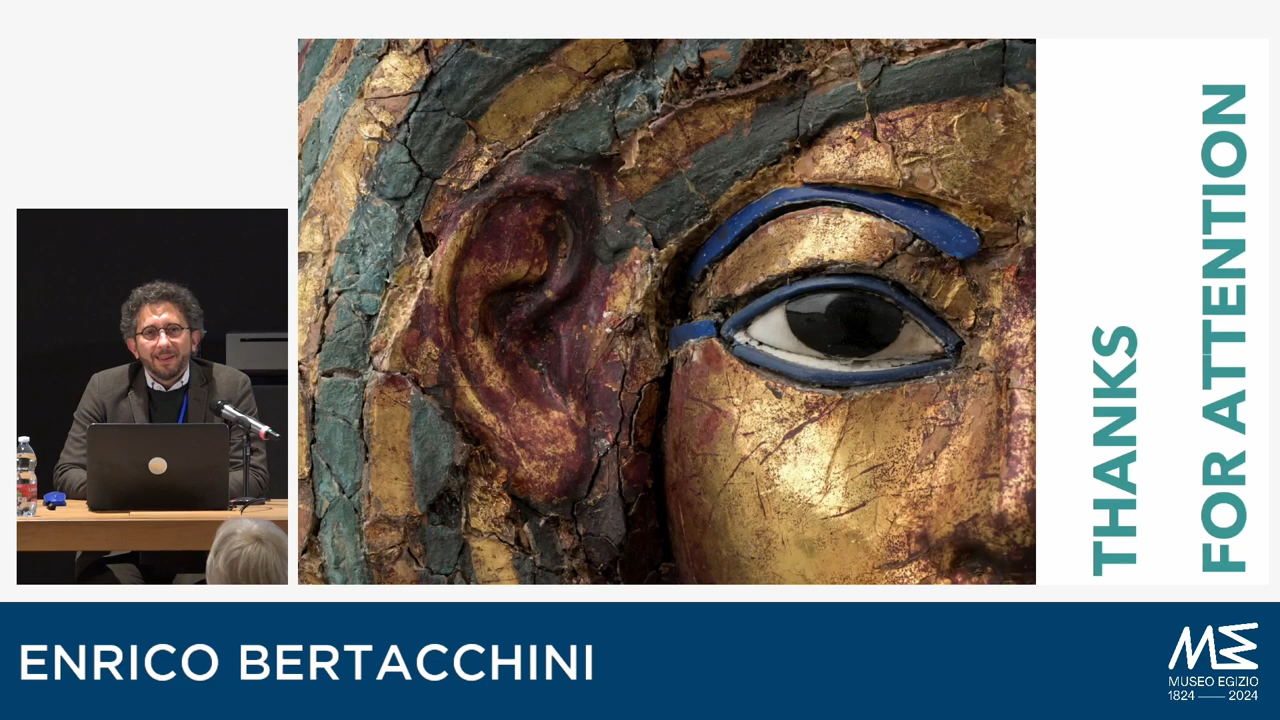 THANKS
FOR ATTENTION
ENRICO BERTACCHINI
MUSEO EGIZIO
1824 — 2024